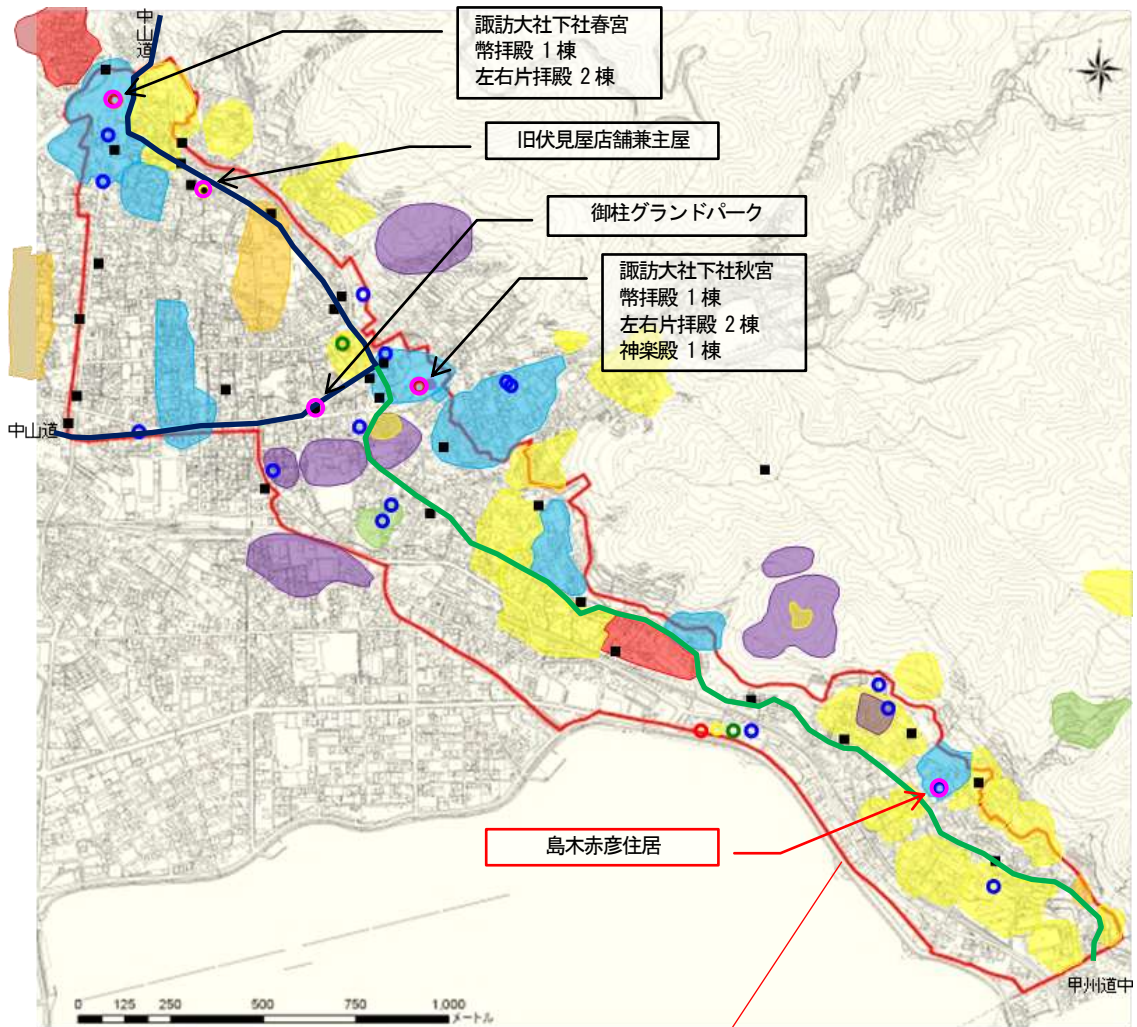 中山道
諏訪大社下社春宮
幣拝殿 1 棟
左右片拝殿 2 棟
旧伏見屋店舗兼主屋
御柱グランドパーク
諏訪大社下社秋宮
幣拝殿 1 棟
左右片拝殿 2 棟
神楽殿 1 棟
中山道
島木赤彦住居
甲州道中
0 125 250 500 750 1,000
メートル